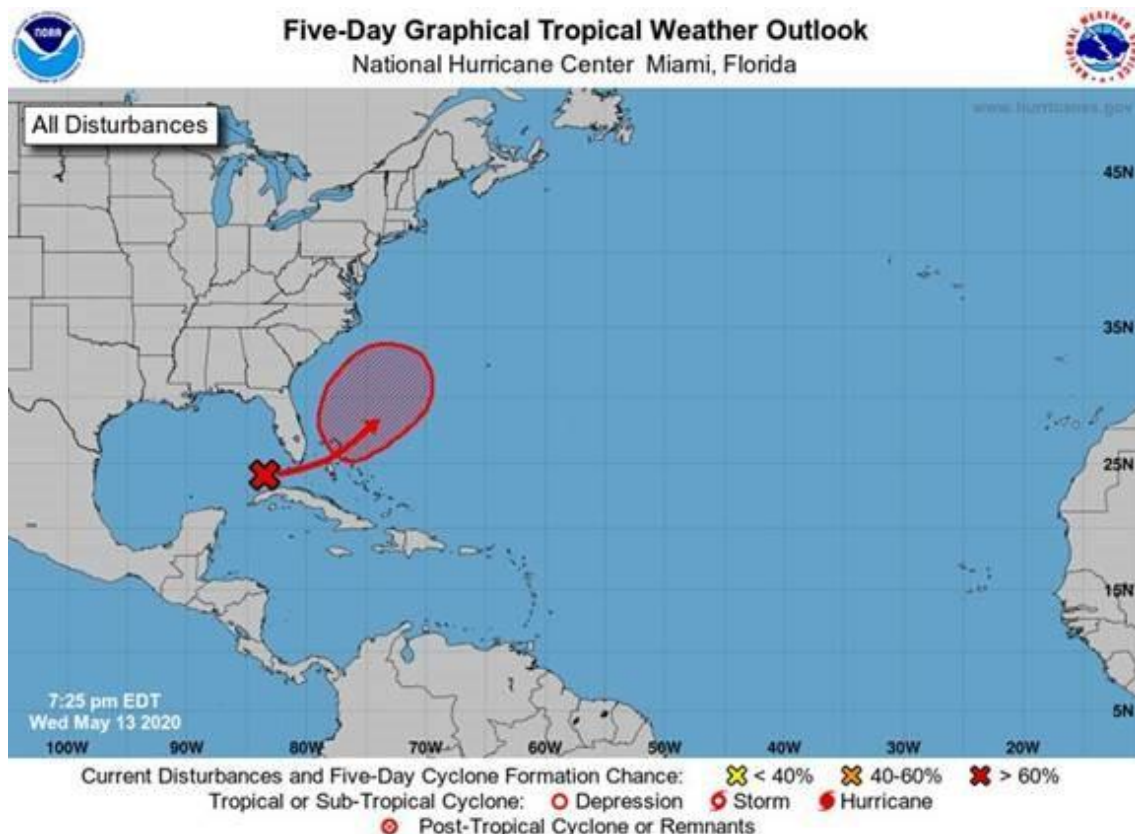 Five-Day Graphical Tropical Weather Outlook
National Hurricane Center Miami, Florida
NOAA
All Disturbances
www.hurricanes.gov
45N
35N
25N
15N
5N
7:25 pm EDT
Wed May 13 2020
100W 90W 80W 70W 60W 50W 40W 30W 20W
Current Disturbances and Five-Day Cyclone Formation Chance: < 40% 40-60% > 60%
Tropical or Sub-Tropical Cyclone: Depression Storm Hurricane
Post-Tropical Cyclone or Remnants